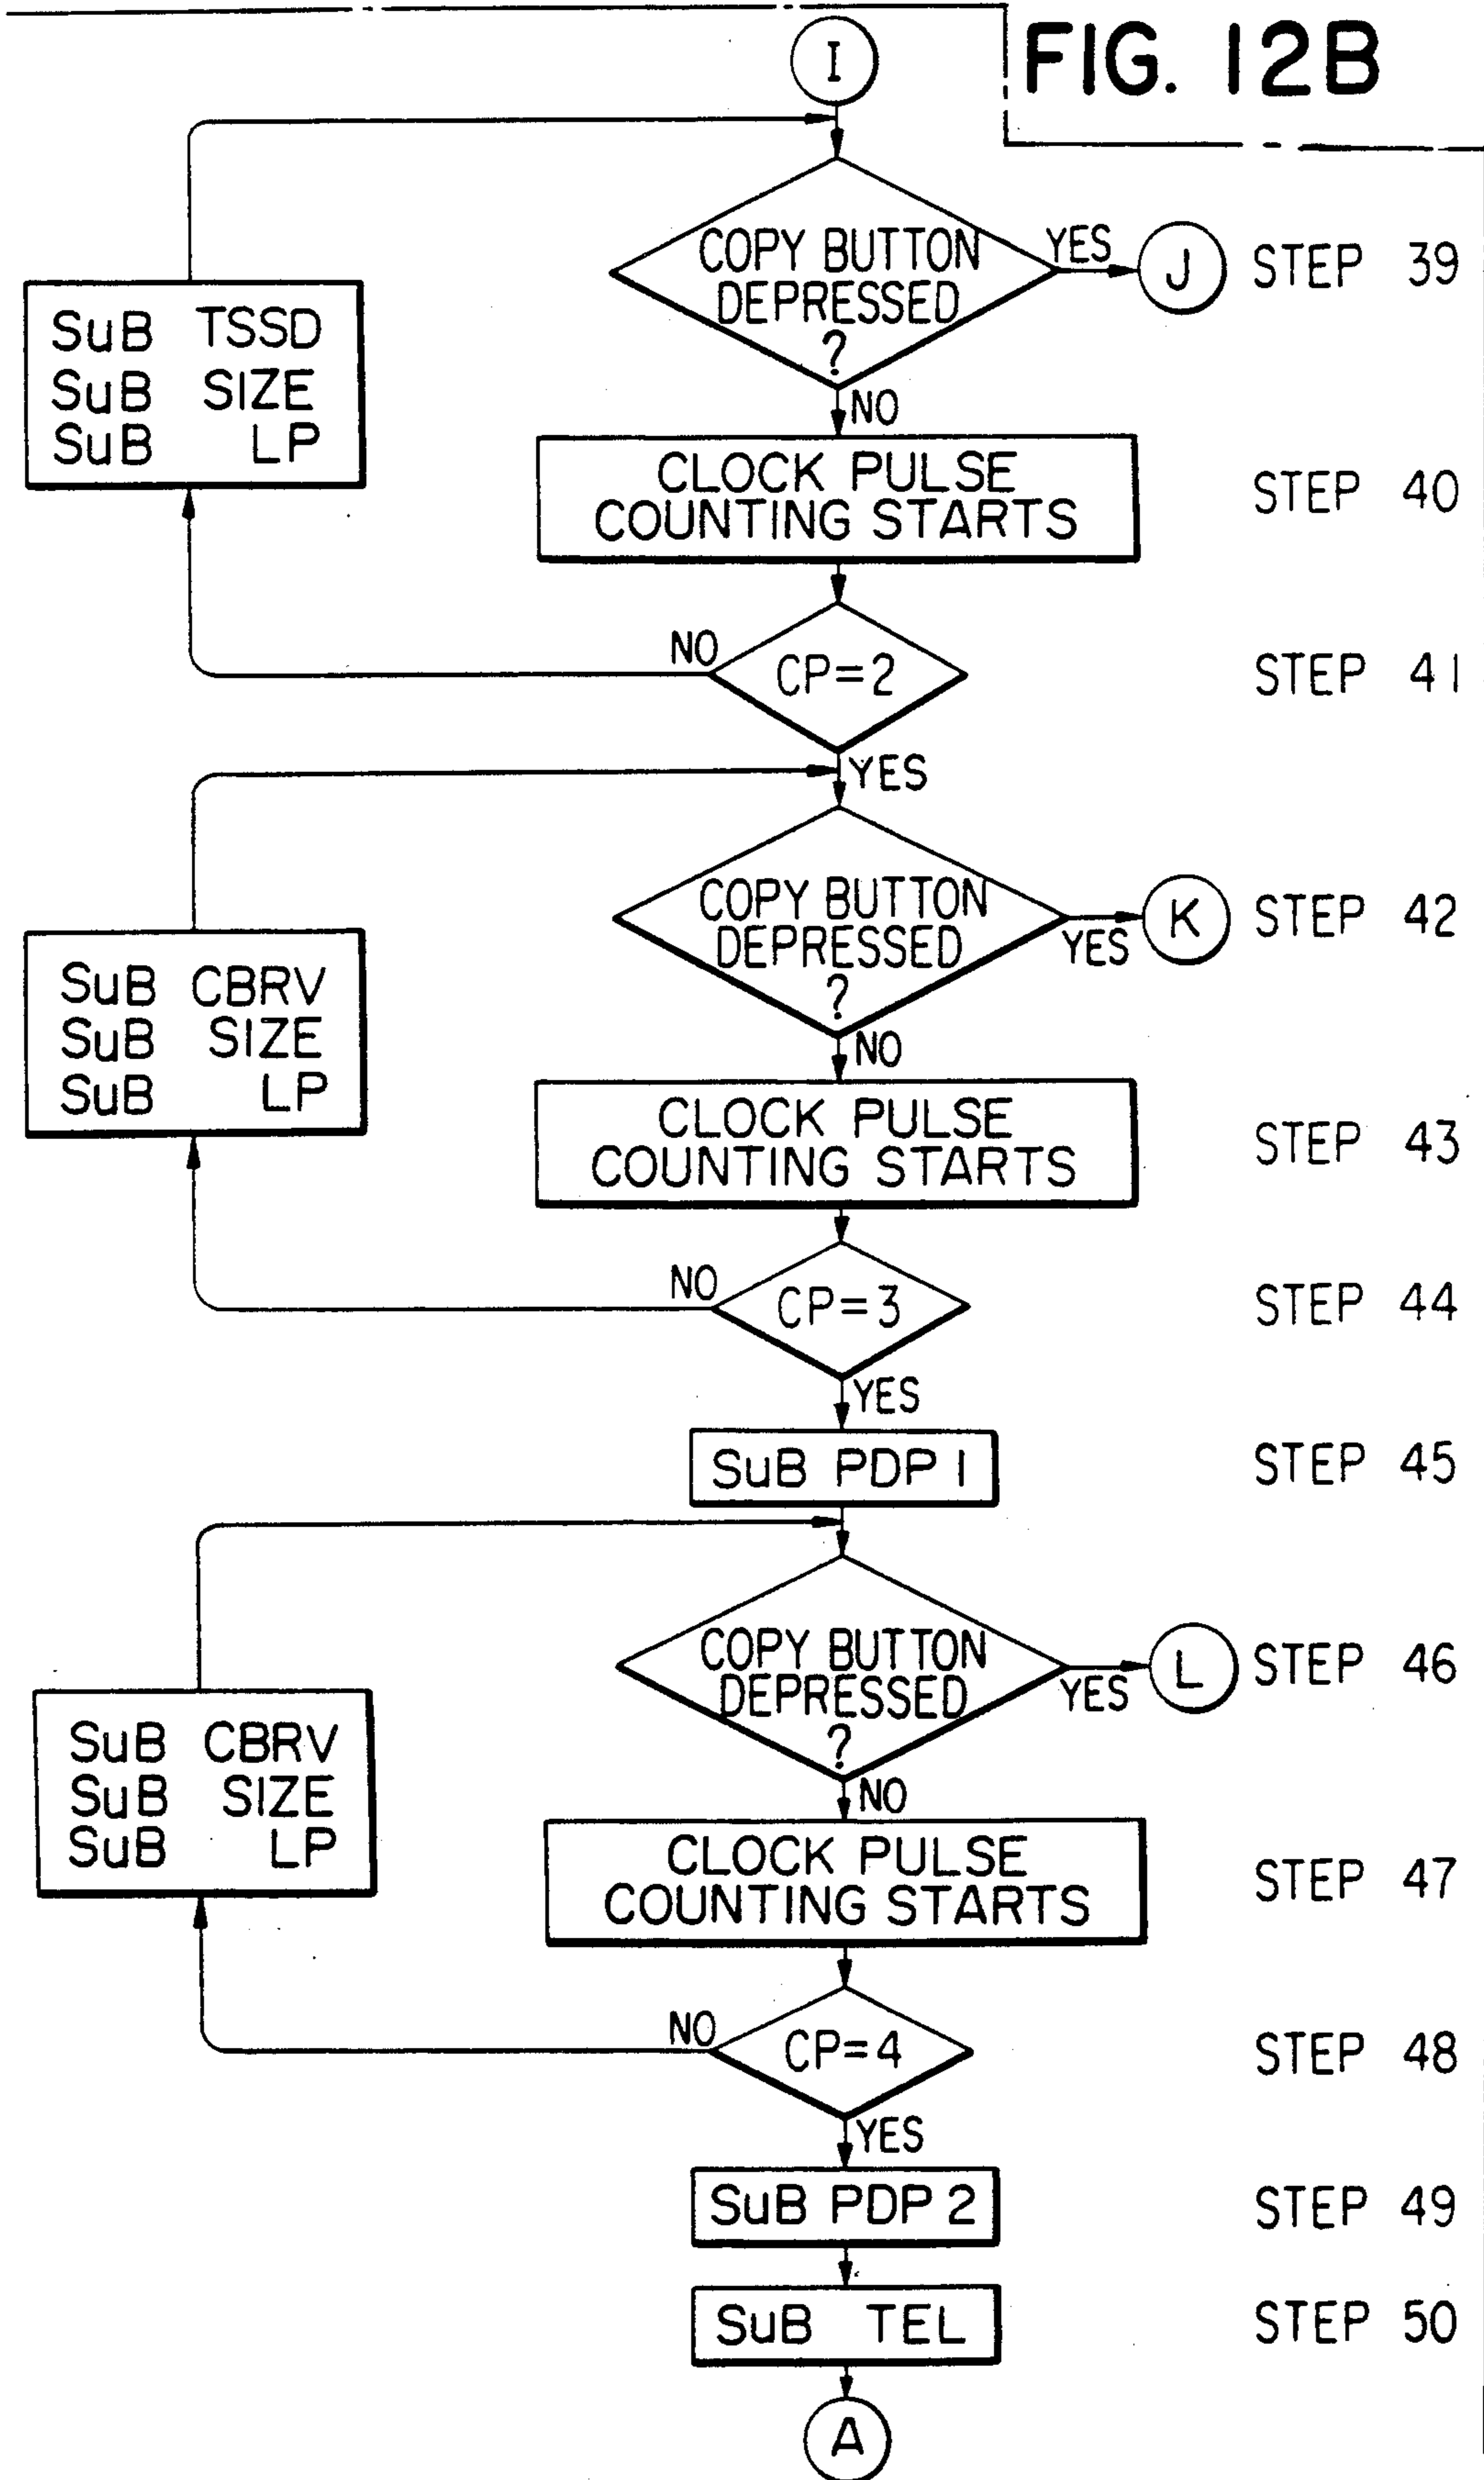 FIG. 12B
I
COPY BUTTON
DEPRESSED
?
YES
J
STEP 39
SuB TSSD
SuB SIZE
SuB LP
NO
CLOCK PULSE
COUNTING STARTS
STEP 40
NO
CP=2
STEP 41
YES
COPY BUTTON
DEPRESSED
?
YES
K
STEP 42
SuB CBRV
SuB SIZE
SuB LP
NO
CLOCK PULSE
COUNTING STARTS
STEP 43
NO
CP=3
STEP 44
YES
SuB PDP 1
STEP 45
COPY BUTTON
DEPRESSED
?
YES
L
STEP 46
SuB CBRV
SuB SIZE
SuB LP
NO
CLOCK PULSE
COUNTING STARTS
STEP 47
NO
CP=4
STEP 48
YES
SuB PDP 2
STEP 49
SuB TEL
STEP 50
A